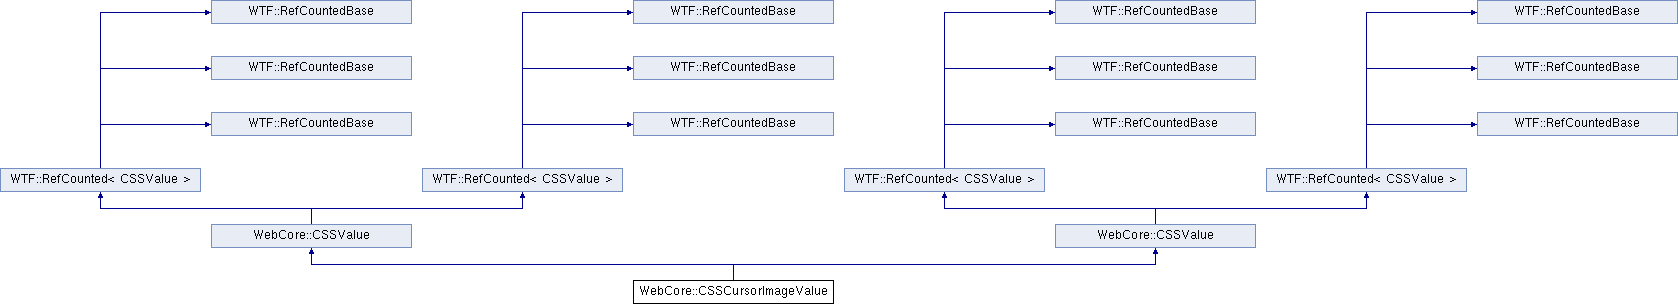 WTF::RefCountedBase WTF::RefCountedBase WTF::RefCountedBase WTF::RefCountedBase
WTF::RefCountedBase WTF::RefCountedBase WTF::RefCountedBase WTF::RefCountedBase
WTF::RefCountedBase WTF::RefCountedBase WTF::RefCountedBase WTF::RefCountedBase
WTF::RefCounted< CSSValue > WTF::RefCounted< CSSValue > WTF::RefCounted< CSSValue > WTF::RefCounted< CSSValue >
WebCore::CSSValue WebCore::CSSValue
WebCore::CSSCursorImageValue